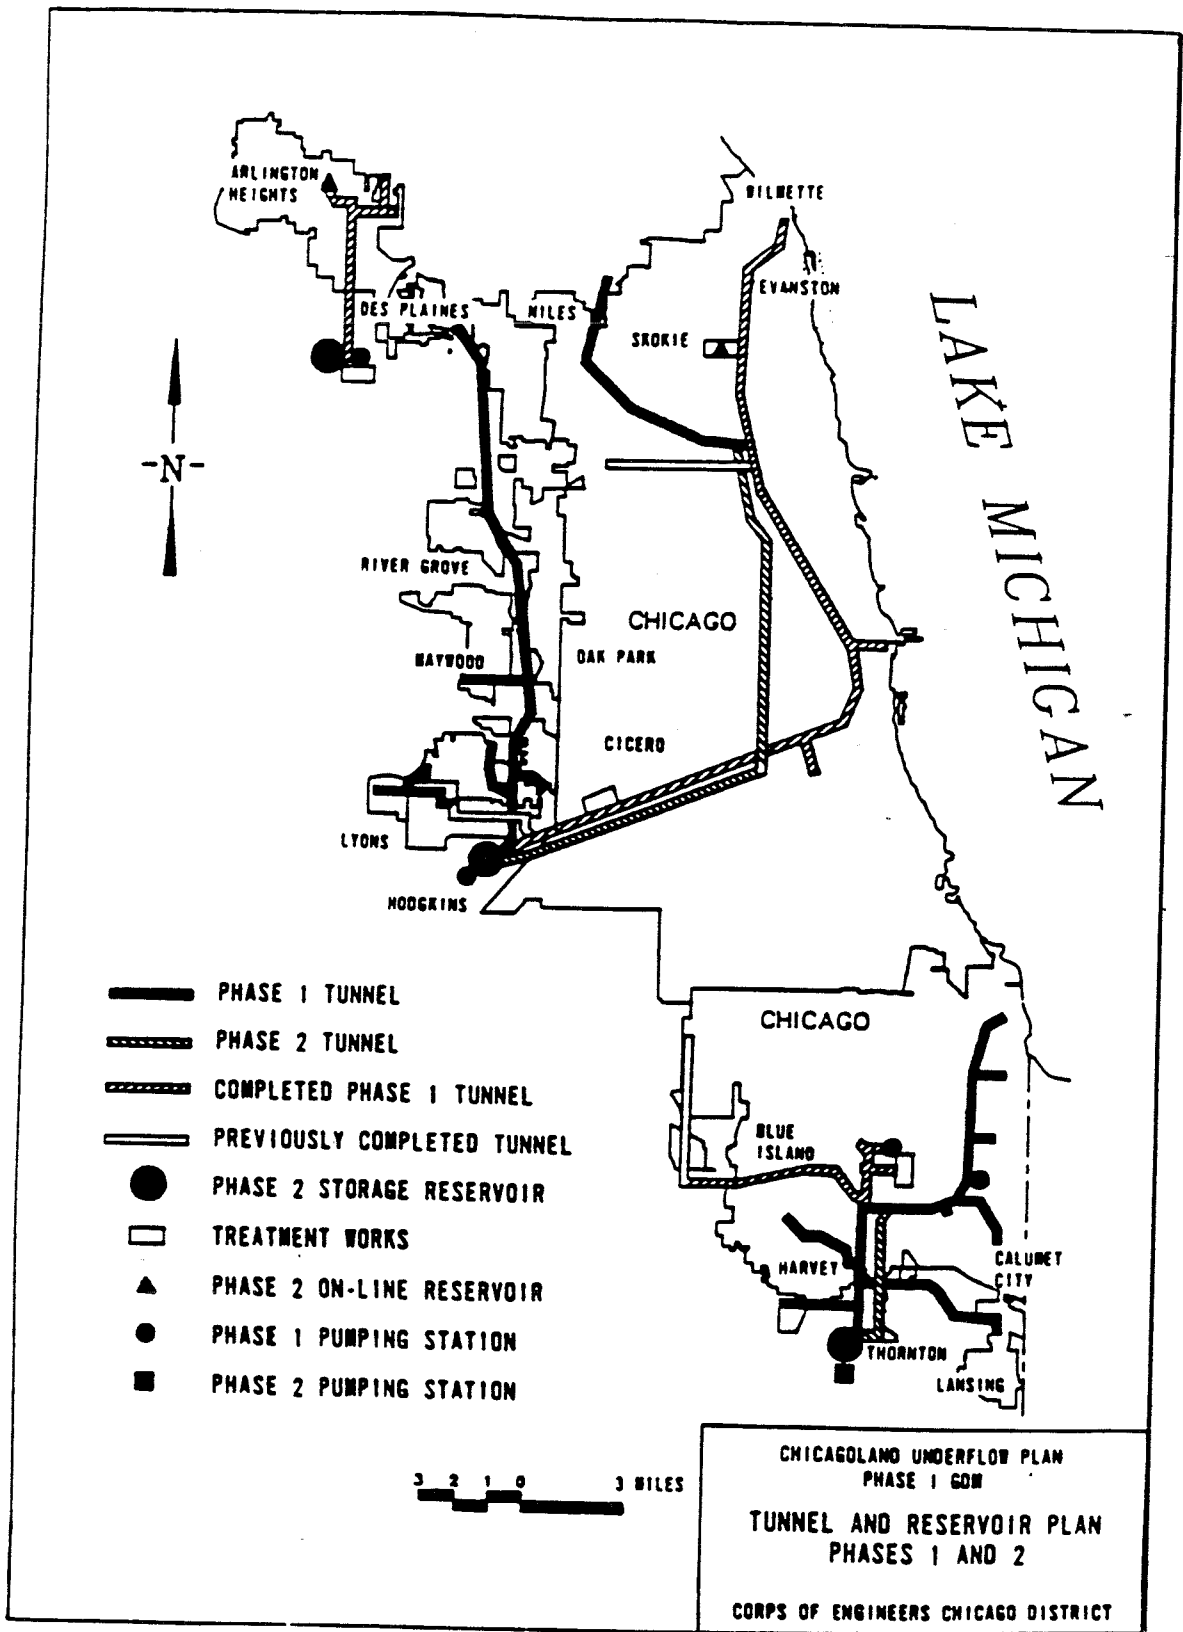 ARLINGTON
HEIGHTS
WILMETTE
EVANSTON
DES PLAINES
NILES
SKOKIE
LAKE MICHIGAN
-N-
RIVER GROVE
CHICAGO
MAYWOOD
OAK PARK
CICERO
LYONS
HODGKINS
PHASE 1 TUNNEL
PHASE 2 TUNNEL
COMPLETED PHASE 1 TUNNEL
PREVIOUSLY COMPLETED TUNNEL
PHASE 2 STORAGE RESERVOIR
TREATMENT WORKS
PHASE 2 ON-LINE RESERVOIR
PHASE 1 PUMPING STATION
PHASE 2 PUMPING STATION
CHICAGO
BLUE
ISLAND
HARVEY
CALUMET
CITY
THORNTON
LANSING
3 2 1 0 3 MILES
CHICAGOLAND UNDERFLOW PLAN
PHASE 1 GDM
TUNNEL AND RESERVOIR PLAN
PHASES 1 AND 2
CORPS OF ENGINEERS CHICAGO DISTRICT